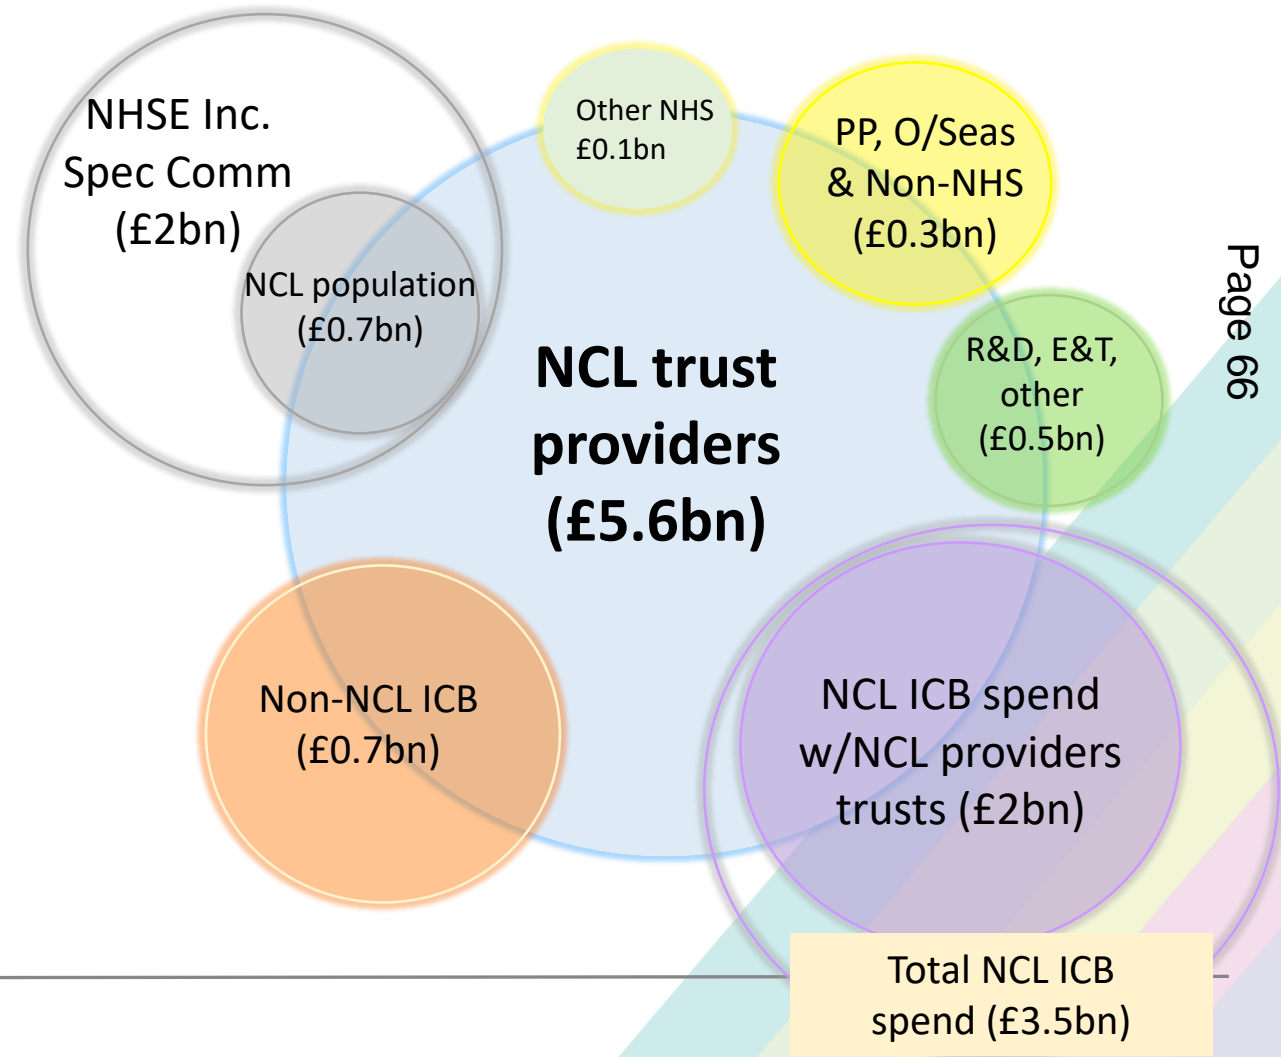 NHSE Inc.
Spec Comm
(£2bn)
NCL population
(£0.7bn)
Other NHS
£0.1bn
PP, O/Seas
& Non-NHS
(£0.3bn)
R&D, E&T,
other
(£0.5bn)
NCL trust
providers
(£5.6bn)
Non-NCL ICB
(£0.7bn)
NCL ICB spend
w/NCL providers
trusts (£2bn)
Total NCL ICB
spend (£3.5bn)
Page 66